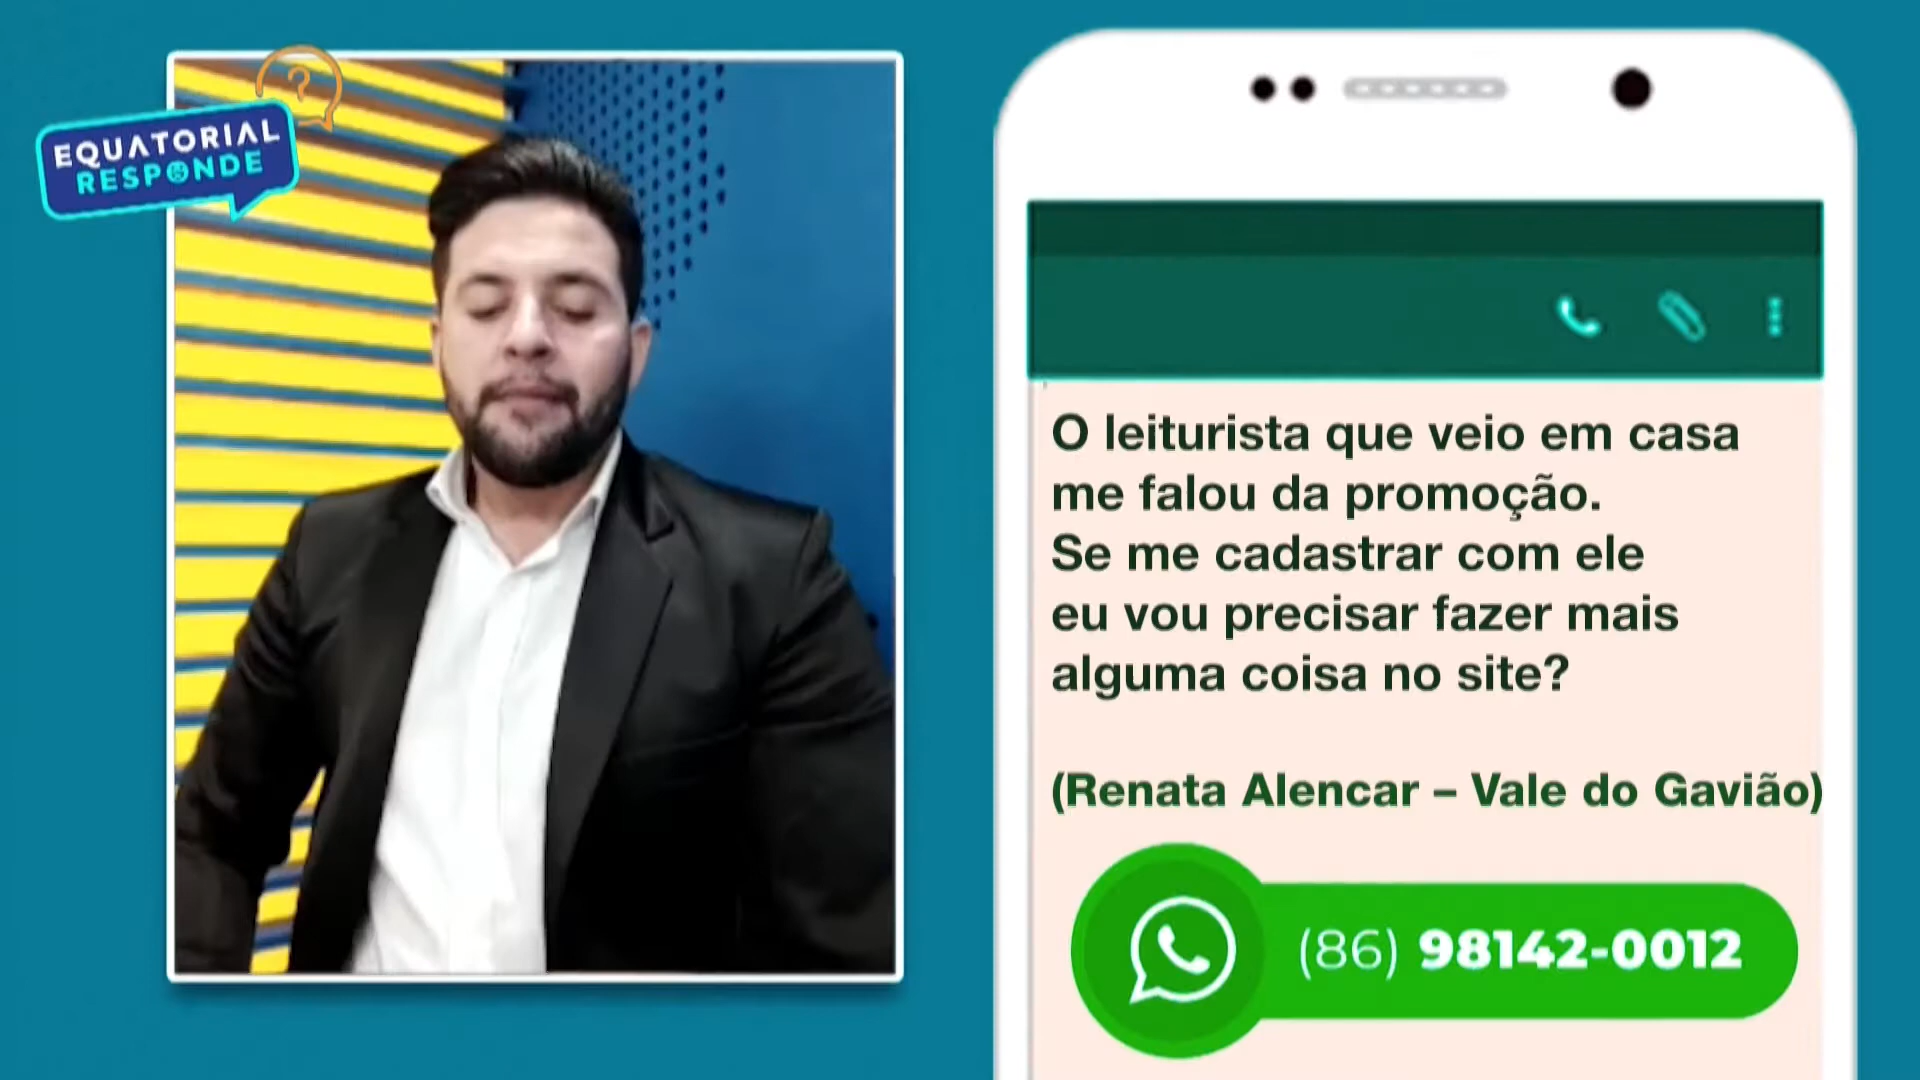 ?
EQUATORIAL
RESPONDE
O leiturista que veio em casa
me falou da promoção.
Se me cadastrar com ele
eu vou precisar fazer mais
alguma coisa no site?
(Renata Alencar – Vale do Gavião)
(86) 98142-0012